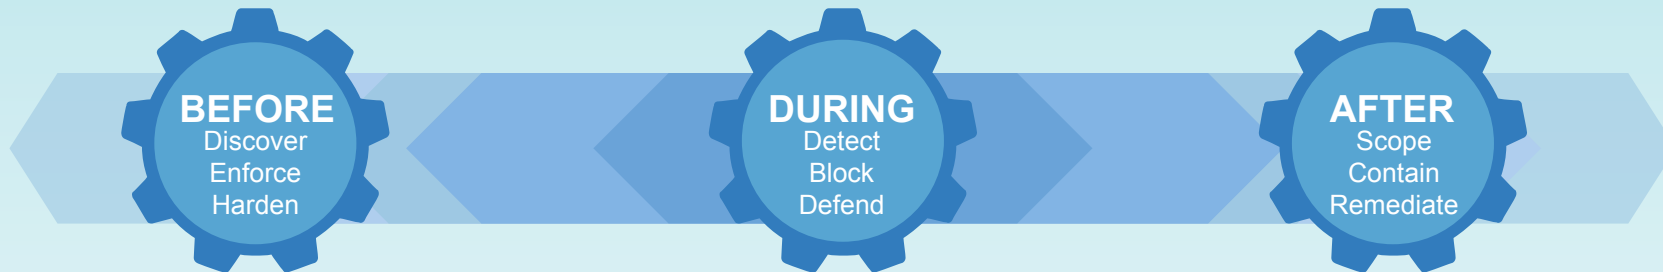 BEFORE
Discover
Enforce
Harden
DURING
Detect
Block
Defend
AFTER
Scope
Contain
Remediate